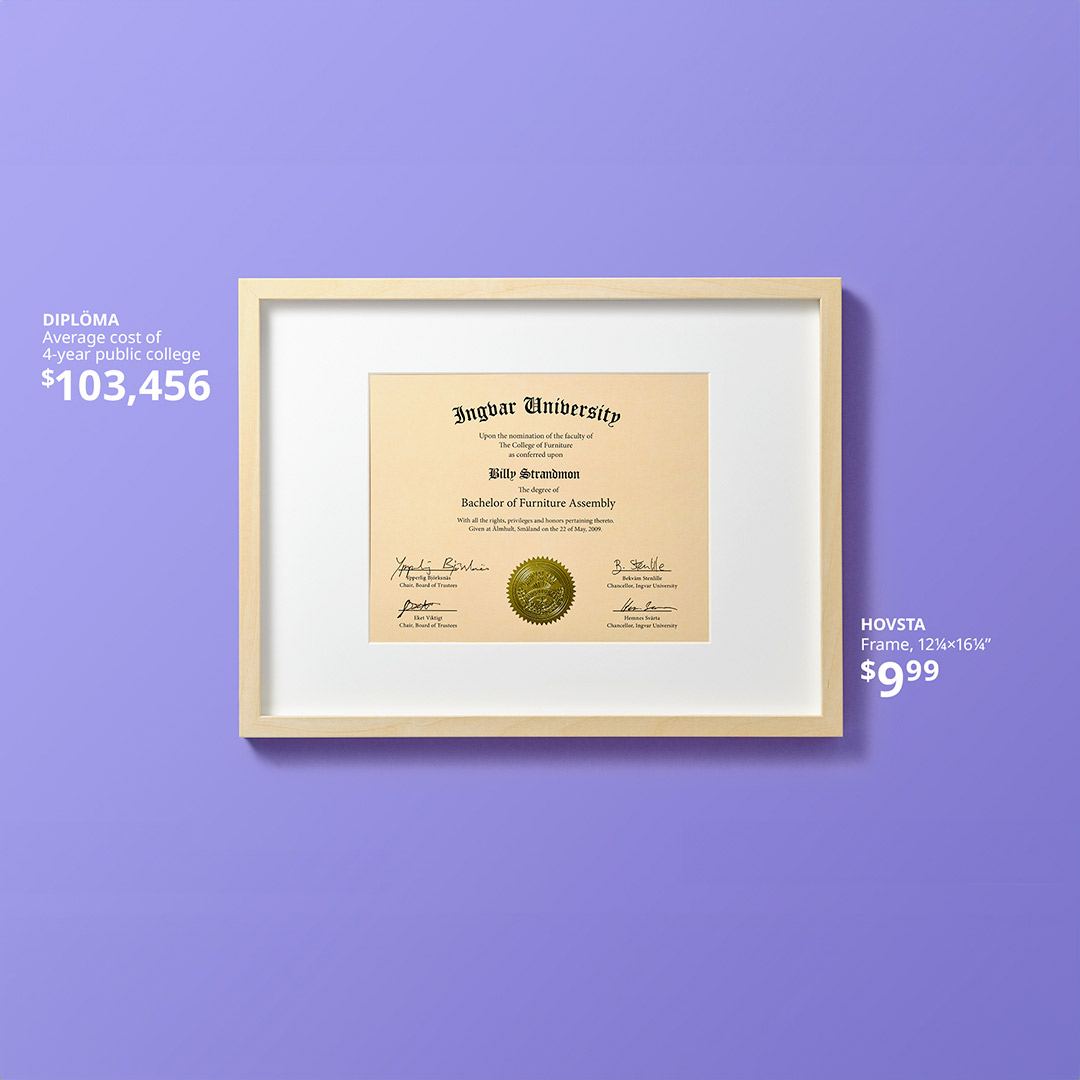 DIPLÖMA
Average cost of
4-year public college
$103,456
Ingvar University
Upon the nomination of the faculty of
The College of Furniture
as conferred upon
Billy Strandmon
The degree of
Bachelor of Furniture Assembly
With all the rights, privileges and honors pertaining thereto.
Given at Älmhult, Småland on the 22 of May, 2009.
Ypperlig Björksnäs
Chair, Board of Trustees
B. Stenlille
Bekväm Stenlille
Chancellor, Ingvar University
Eket Viktigt
Chair, Board of Trustees
Hemnes Svärta
Chancellor, Ingvar University
HOVSTA
Frame, 12¼×16¼”
$9⁹⁹